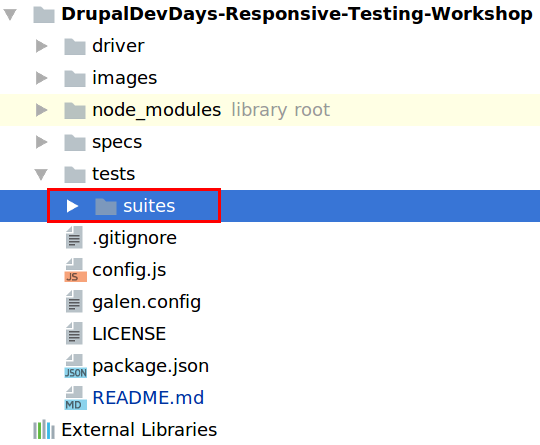 DrupalDevDays-Responsive-Testing-Workshop
driver
images
node_modules library root
specs
tests
suites
.gitignore
JS config.js
galen.config
LICENSE
JSON package.json
MD README.md
External Libraries